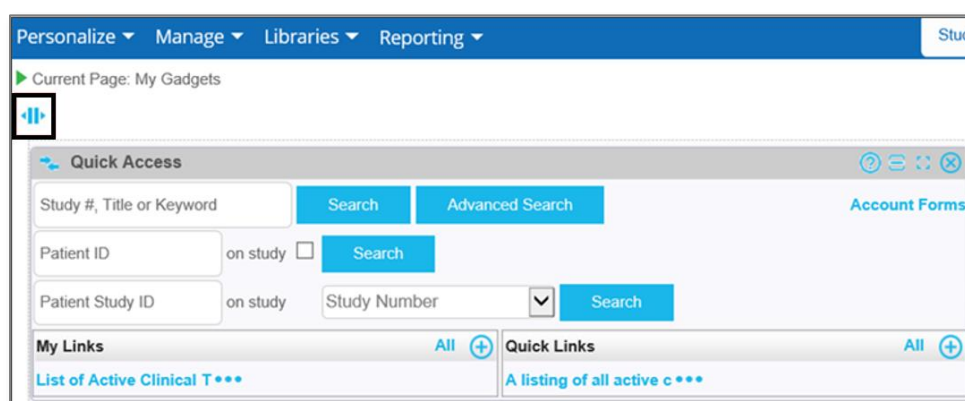 Personalize Manage Libraries Reporting Stu
Current Page: My Gadgets
Quick Access
Study #, Title or Keyword Search Advanced Search Account Forms
Patient ID on study Search
Patient Study ID on study Study Number Search
My Links All Quick Links All
List of Active Clinical T••• A listing of all active c•••